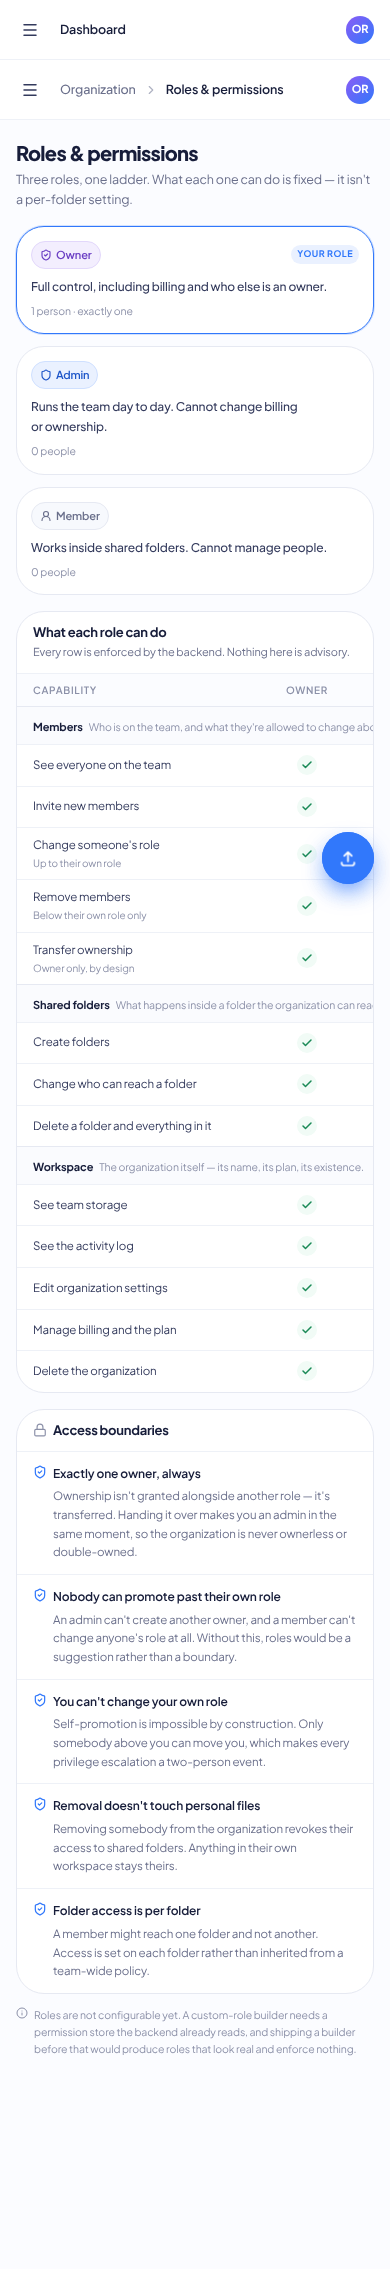 Dashboard
OR
Organization
Roles & permissions
OR
Roles & permissions
Three roles, one ladder. What each one can do is fixed — it isn't
a per-folder setting.
Owner
YOUR ROLE
Full control, including billing and who else is an owner.
1 person · exactly one
Admin
Runs the team day to day. Cannot change billing
or ownership.
0 people
Member
Works inside shared folders. Cannot manage people.
0 people
What each role can do
Every row is enforced by the backend. Nothing here is advisory.
CAPABILITY OWNER
Members Who is on the team, and what they're allowed to change
See everyone on the team
Invite new members
Change someone's role
Up to their own role
Remove members
Below their own role only
Transfer ownership
Owner only, by design
Shared folders What happens inside a folder the organization can
Create folders
Change who can reach a folder
Delete a folder and everything in it
Workspace The organization itself — its name, its plan, its existence.
See team storage
See the activity log
Edit organization settings
Manage billing and the plan
Delete the organization
Access boundaries
Exactly one owner, always
Ownership isn't granted alongside another role — it's
transferred. Handing it over makes you an admin in the
same moment, so the organization is never ownerless or
double-owned.
Nobody can promote past their own role
An admin can't create another owner, and a member can't
change anyone's role at all. Without this, roles would be a
suggestion rather than a boundary.
You can't change your own role
Self-promotion is impossible by construction. Only
somebody above you can move you, which makes every
privilege escalation a two-person event.
Removal doesn't touch personal files
Removing somebody from the organization revokes their
access to shared folders. Anything in their own
workspace stays theirs.
Folder access is per folder
A member might reach one folder and not another.
Access is set on each folder rather than inherited from a
team-wide policy.
Roles are not configurable yet. A custom-role builder needs a
permission store the backend already reads, and shipping a builder
before that would produce roles that look real and enforce nothing.